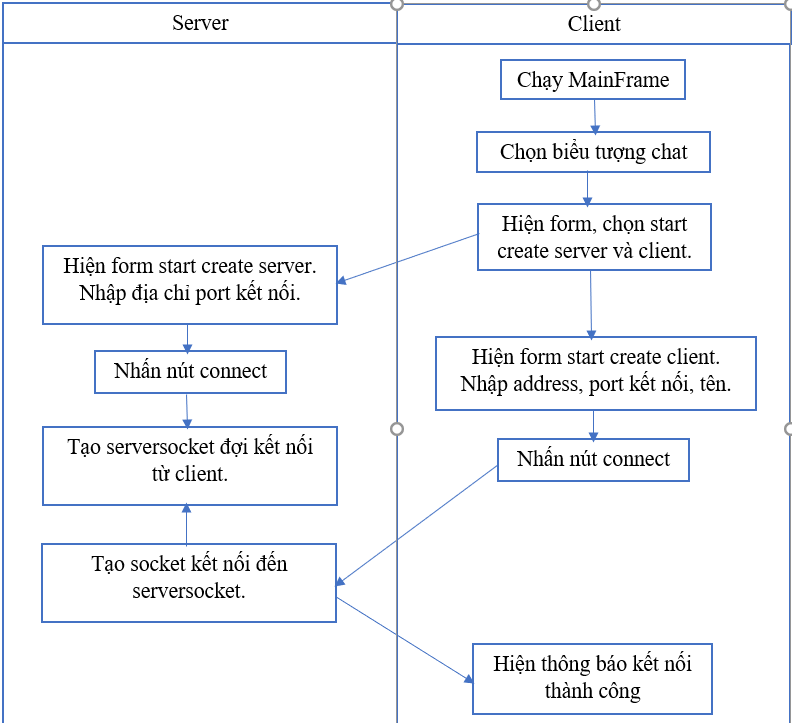 Server
Client
Chạy MainFrame
Chọn biểu tượng chat
Hiện form, chọn start
create server và client.
Hiện form start create server.
Nhập địa chỉ port kết nối.
Nhấn nút connect
Tạo serversocket đợi kết nối
từ client.
Tạo socket kết nối đến
serversocket.
Hiện form start create client.
Nhập address, port kết nối, tên.
Nhấn nút connect
Hiện thông báo kết nối
thành công